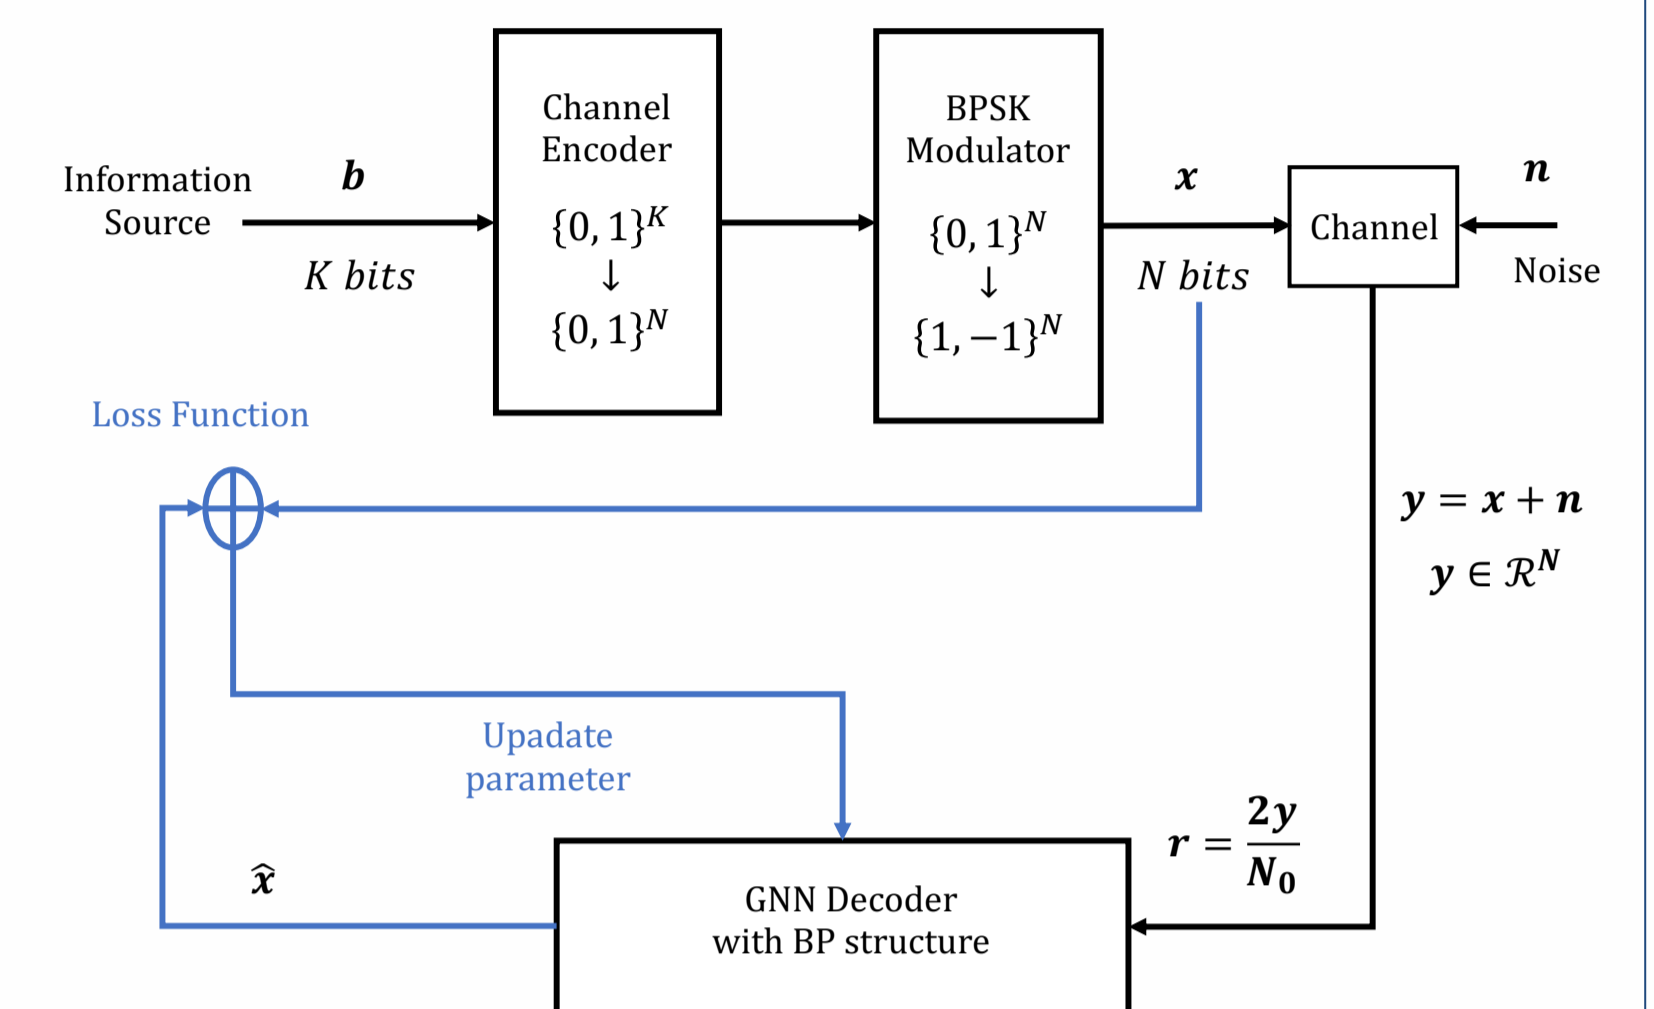 Information
Source
b
K bits
Channel
Encoder
{0, 1}^K
↓
{0, 1}^N
BPSK
Modulator
{0, 1}^N
↓
{1, −1}^N
x
N bits
Channel
n
Noise
Loss Function
y = x + n
y ∈ ℛ^N
Upadate
parameter
r = 2y / N_0
x̂
GNN Decoder
with BP structure